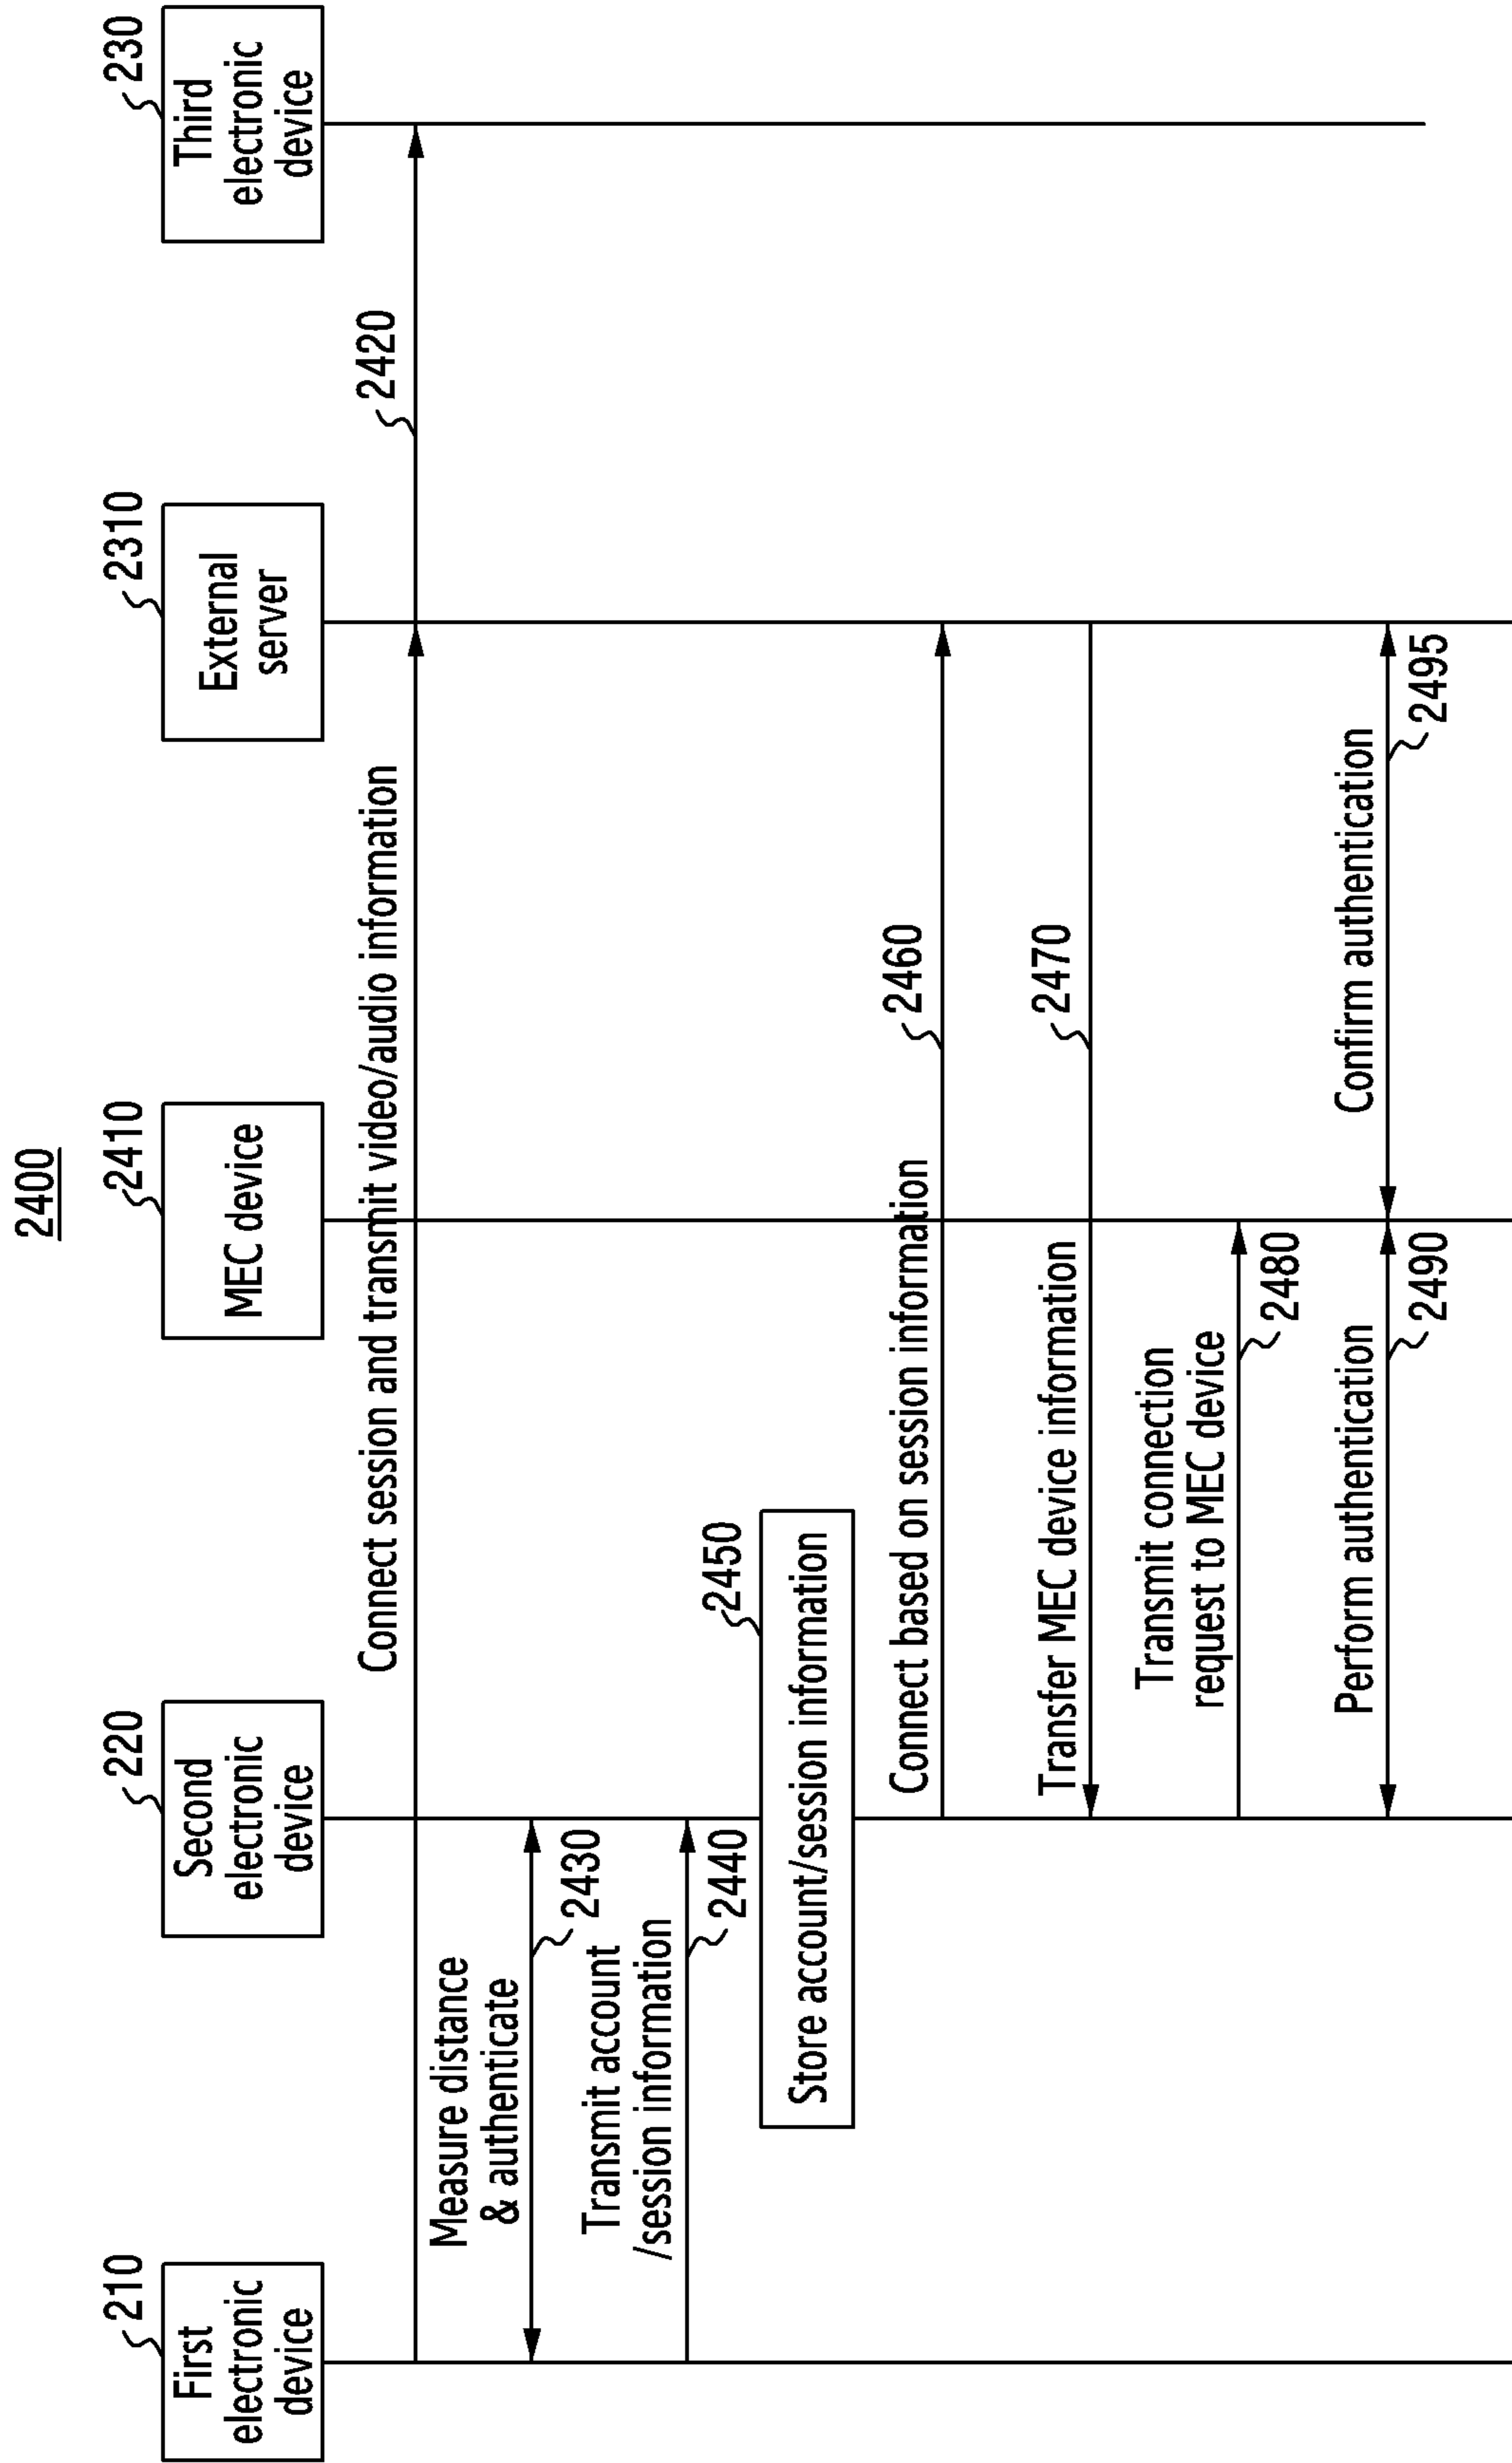 2400
210
First
electronic
device
220
Second
electronic
device
2410
MEC device
2310
External
server
230
Third
electronic
device
Connect session and transmit video/audio information
2420
Measure distance
& authenticate
2430
Transmit account
/session information
2440
2450
Store account/session information
Connect based on session information
2460
Transfer MEC device information
2470
Transmit connection
request to MEC device
2480
Perform authentication
2490
Confirm authentication
2495